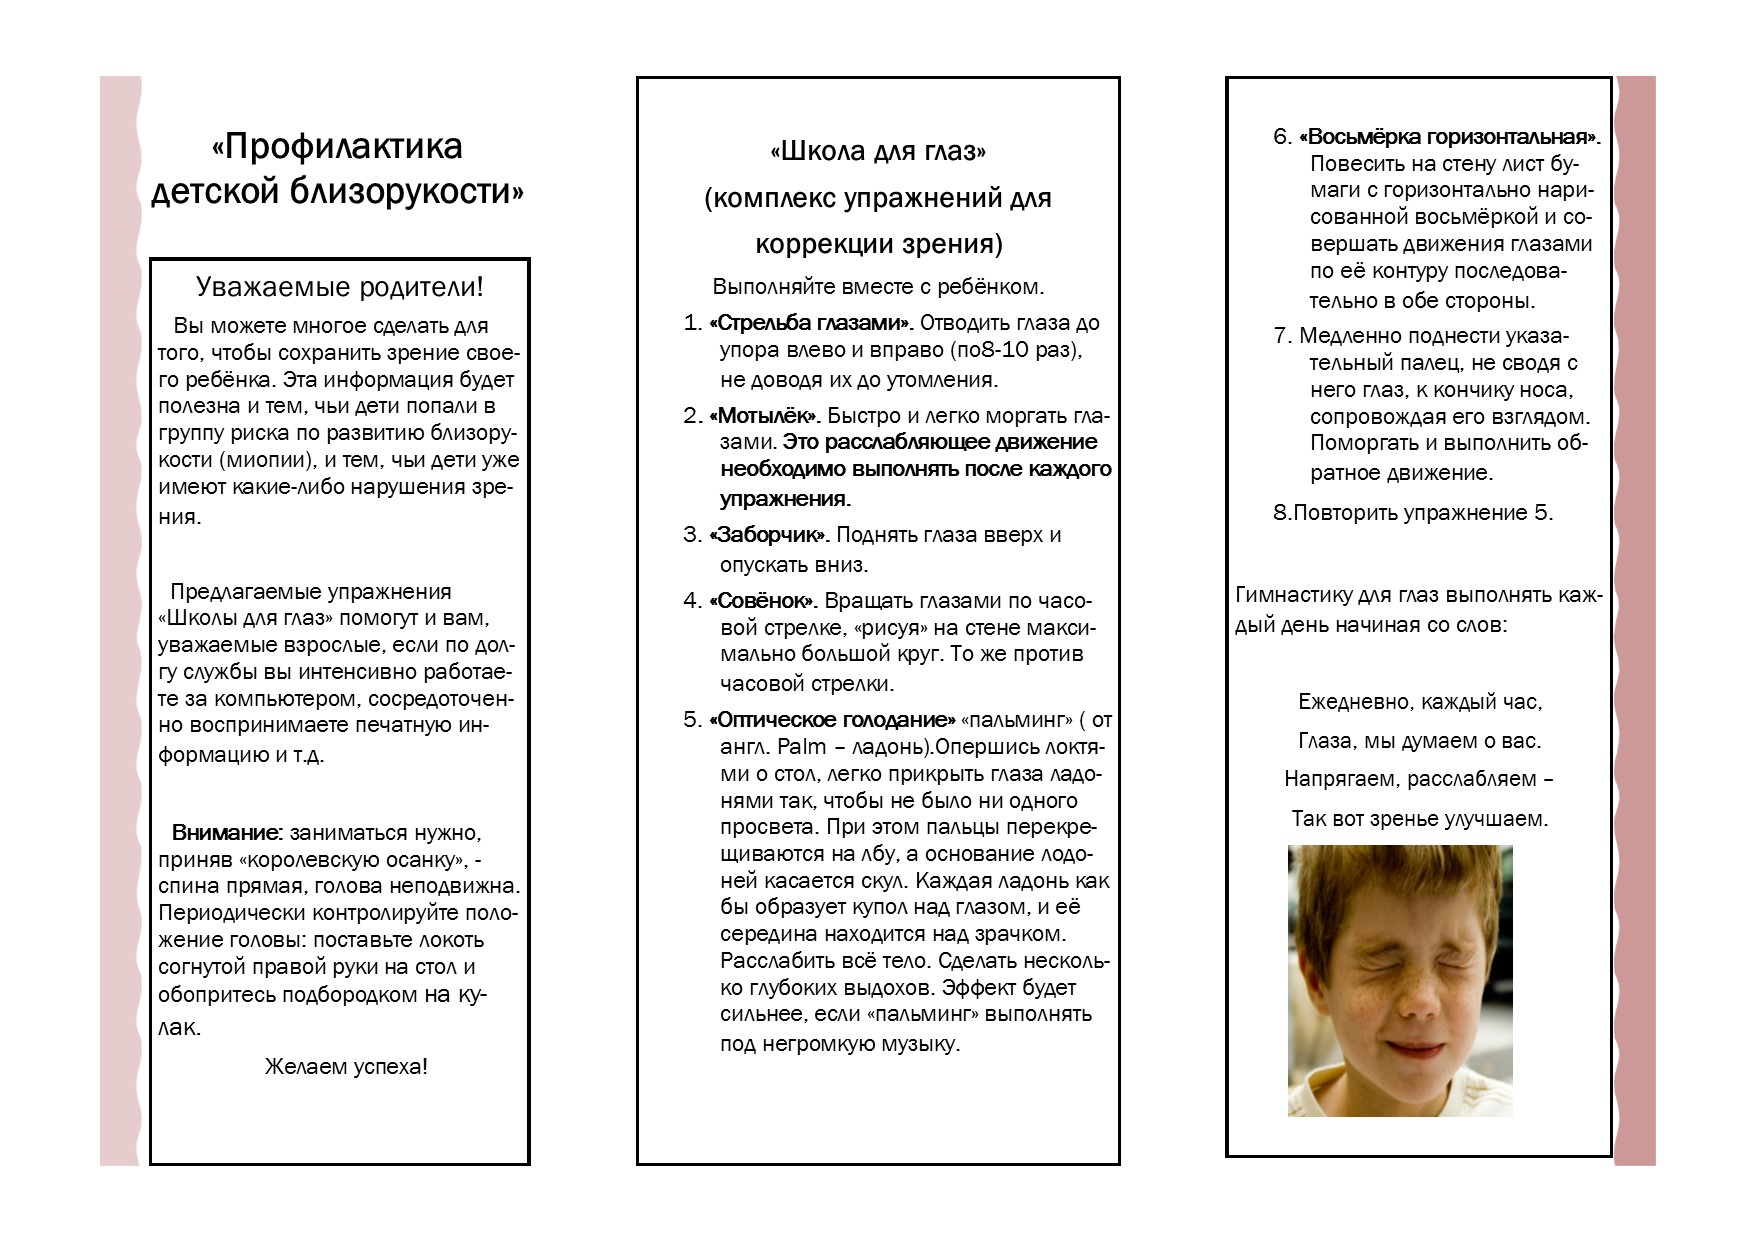 «Профилактика
детской близорукости»
Уважаемые родители!
Вы можете многое сделать для
того, чтобы сохранить зрение свое-
го ребёнка. Эта информация будет
полезна и тем, чьи дети попали в
группу риска по развитию близору-
кости (миопии), и тем, чьи дети уже
имеют какие-либо нарушения зре-
ния.
Предлагаемые упражнения
«Школы для глаз» помогут и вам,
уважаемые взрослые, если по дол-
гу службы вы интенсивно работае-
те за компьютером, сосредоточен-
но воспринимаете печатную ин-
формацию и т.д.
Внимание: заниматься нужно,
приняв «королевскую осанку», -
спина прямая, голова неподвижна.
Периодически контролируйте поло-
жение головы: поставьте локоть
согнутой правой руки на стол и
обопритесь подбородком на ку-
лак.
Желаем успеха!
«Школа для глаз»
(комплекс упражнений для
коррекции зрения)
Выполняйте вместе с ребёнком.
1. «Стрельба глазами». Отводить глаза до
упора влево и вправо (по8-10 раз),
не доводя их до утомления.
2. «Мотылёк». Быстро и легко моргать гла-
зами. Это расслабляющее движение
необходимо выполнять после каждого
упражнения.
3. «Заборчик». Поднять глаза вверх и
опускать вниз.
4. «Совёнок». Вращать глазами по часо-
вой стрелке, «рисуя» на стене макси-
мально большой круг. То же против
часовой стрелки.
5. «Оптическое голодание» «пальминг» ( от
англ. Palm – ладонь).Опершись локтя-
ми о стол, легко прикрыть глаза ладо-
нями так, чтобы не было ни одного
просвета. При этом пальцы перекре-
щиваются на лбу, а основание лодо-
ней касается скул. Каждая ладонь как
бы образует купол над глазом, и её
середина находится над зрачком.
Расслабить всё тело. Сделать несколь-
ко глубоких выдохов. Эффект будет
сильнее, если «пальминг» выполнять
под негромкую музыку.
6. «Восьмёрка горизонтальная».
Повесить на стену лист бу-
маги с горизонтально нари-
сованной восьмёркой и со-
вершать движения глазами
по её контуру последова-
тельно в обе стороны.
7. Медленно поднести указа-
тельный палец, не сводя с
него глаз, к кончику носа,
сопровождая его взглядом.
Поморгать и выполнить об-
ратное движение.
8.Повторить упражнение 5.
Гимнастику для глаз выполнять каж-
дый день начиная со слов:
Ежедневно, каждый час,
Глаза, мы думаем о вас.
Напрягаем, расслабляем –
Так вот зренье улучшаем.